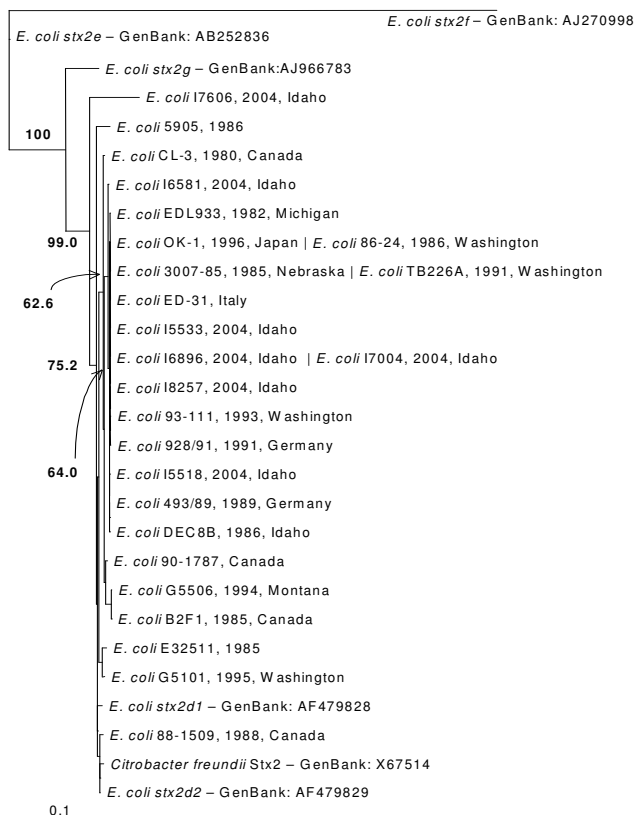 E. coli stx2f – GenBank: AJ270998
E. coli stx2e – GenBank: AB252836
E. coli stx2g – GenBank:AJ966783
E. coli I7606, 2004, Idaho
100
E. coli 5905, 1986
E. coli CL-3, 1980, Canada
E. coli I6581, 2004, Idaho
E. coli EDL933, 1982, Michigan
99.0
E. coli OK-1, 1996, Japan | E. coli 86-24, 1986, Washington
E. coli 3007-85, 1985, Nebraska | E. coli TB226A, 1991, Washington
62.6
E. coli ED-31, Italy
E. coli I5533, 2004, Idaho
75.2
E. coli I6896, 2004, Idaho | E. coli I7004, 2004, Idaho
E. coli I8257, 2004, Idaho
E. coli 93-111, 1993, Washington
E. coli 928/91, 1991, Germany
64.0
E. coli I5518, 2004, Idaho
E. coli 493/89, 1989, Germany
E. coli DEC8B, 1986, Idaho
E. coli 90-1787, Canada
E. coli G5506, 1994, Montana
E. coli B2F1, 1985, Canada
E. coli E32511, 1985
E. coli G5101, 1995, Washington
E. coli stx2d1 – GenBank: AF479828
E. coli 88-1509, 1988, Canada
Citrobacter freundii Stx2 – GenBank: X67514
E. coli stx2d2 – GenBank: AF479829
0.1